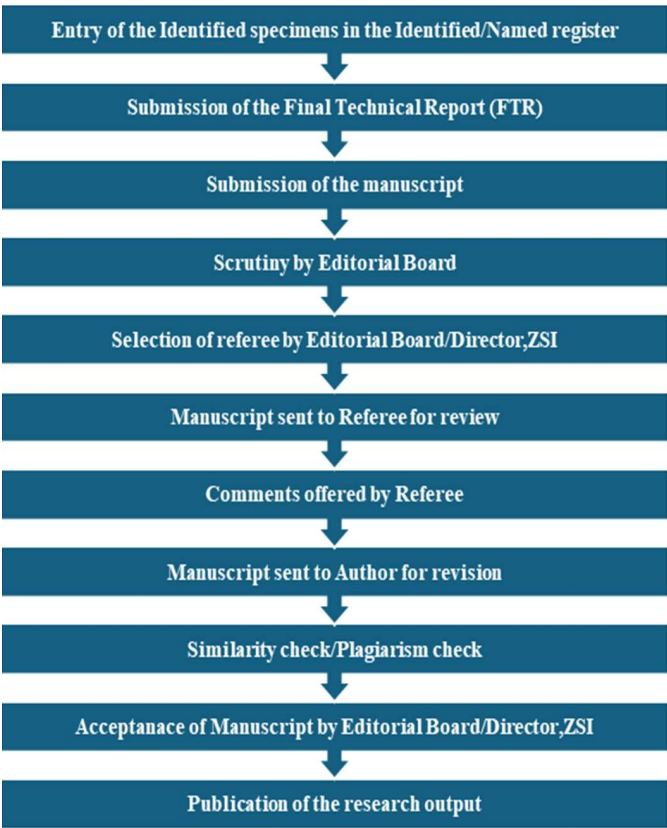 Entry of the Identified specimens in the Identified/Named register
Submission of the Final Technical Report (FTR)
Submission of the manuscript
Scrutiny by Editorial Board
Selection of referee by Editorial Board/Director,ZSI
Manuscript sent to Referee for review
Comments offered by Referee
Manuscript sent to Author for revision
Similarity check/Plagiarism check
Acceptanace of Manuscript by Editorial Board/Director,ZSI
Publication of the research output